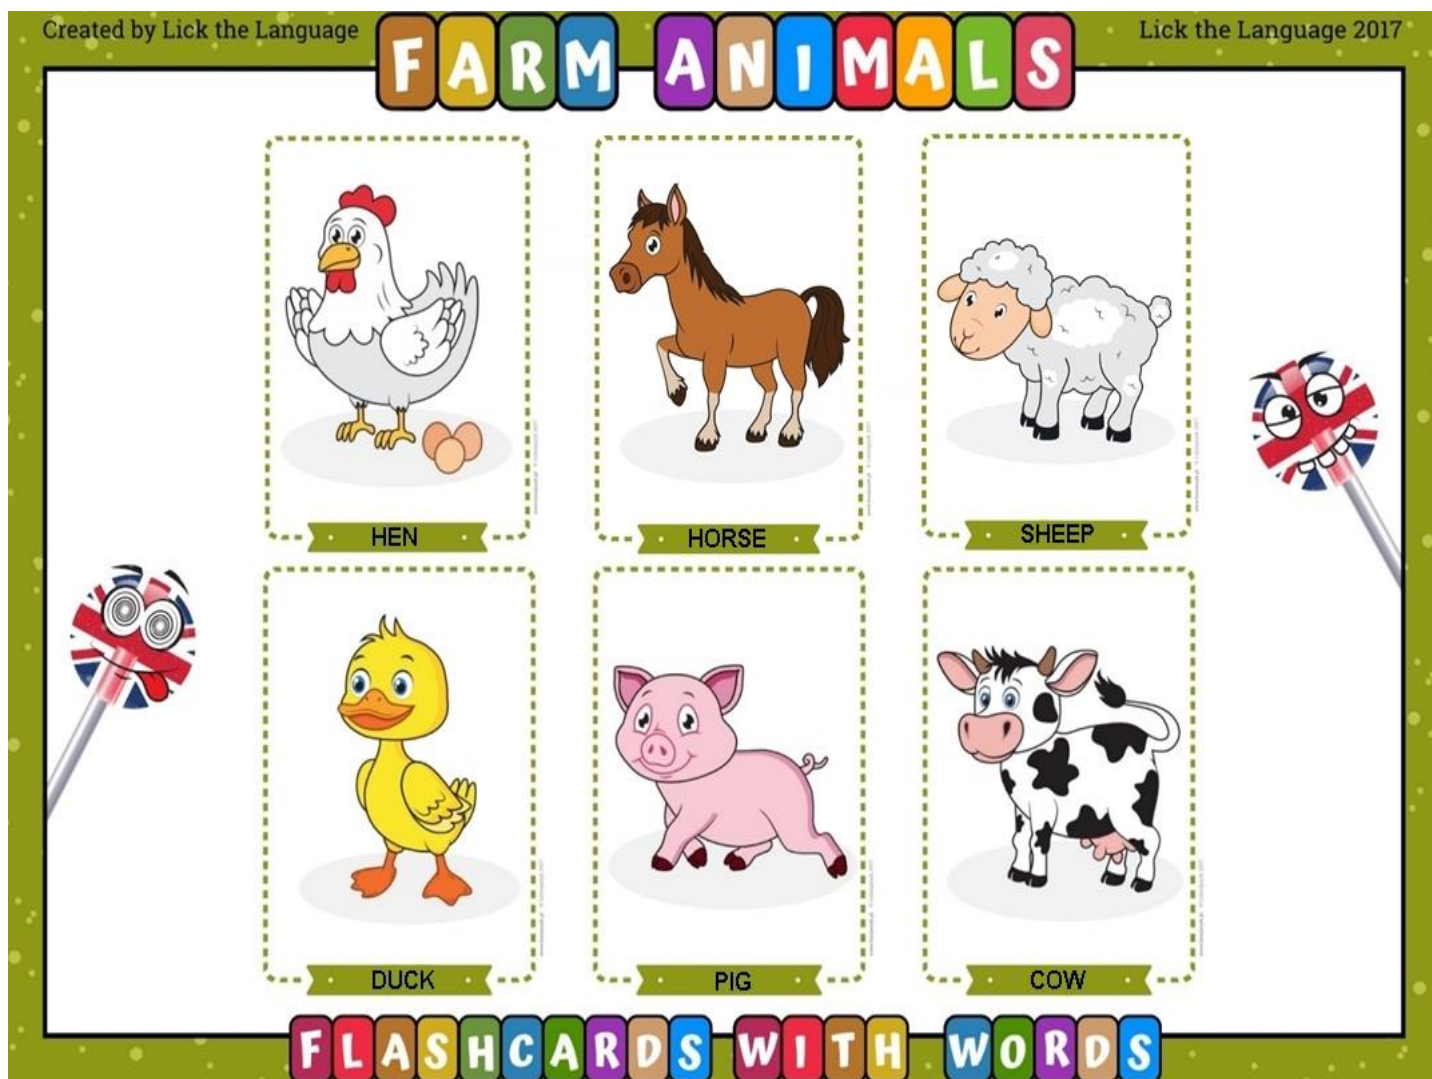 Created by Lick the Language
FARM ANIMALS
Lick the Language 2017
HEN
HORSE
SHEEP
DUCK
PIG
COW
FLASHCARDS WITH WORDS